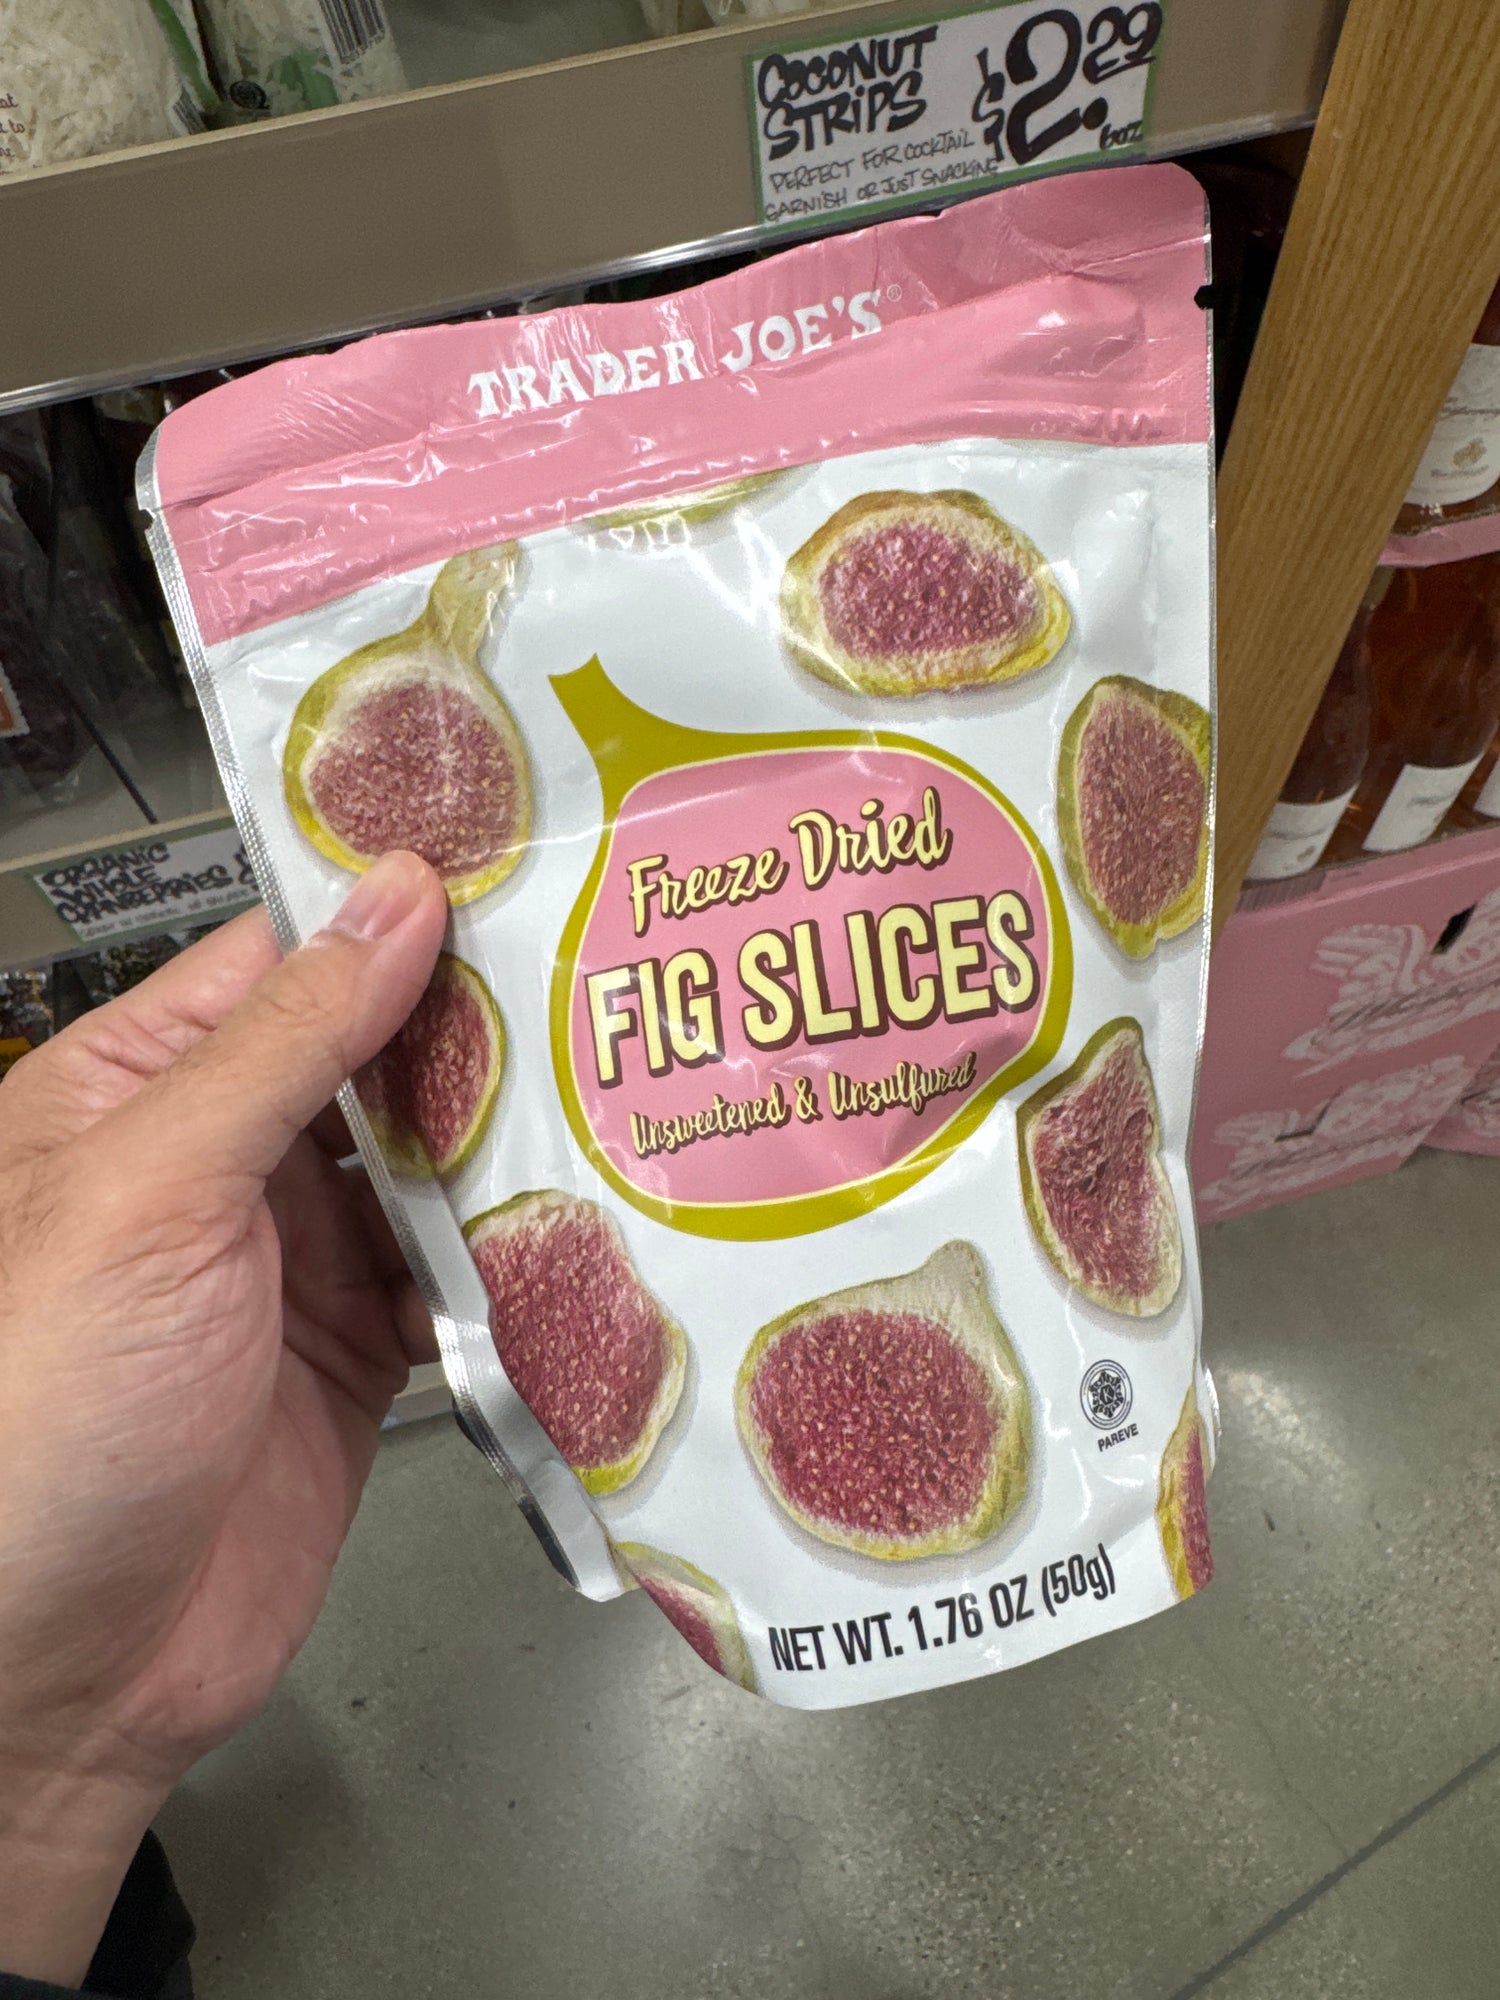 COCONUT
STRIPS
$2.29
6oz
PERFECT FOR COCKTAIL
GARNISH OR JUST SNACKING
TRADER JOE'S®
Freeze Dried
FIG SLICES
Unsweetened & Unsulfured
K
PAREVE
NET WT. 1.76 OZ (50g)
ORGANIC
WHOLE
CRANBERRIES